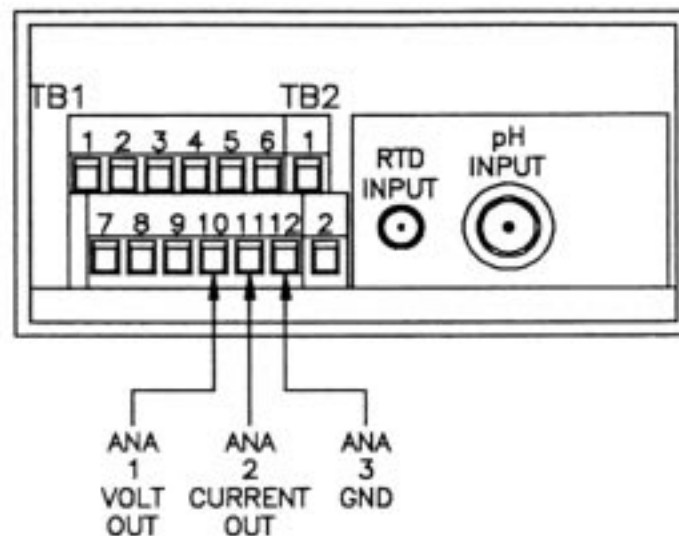 TB1 TB2
1 2 3 4 5 6 1
RTD
INPUT
pH
INPUT
7 8 9 10 11 12 2
ANA
1
VOLT
OUT
ANA
2
CURRENT
OUT
ANA
3
GND